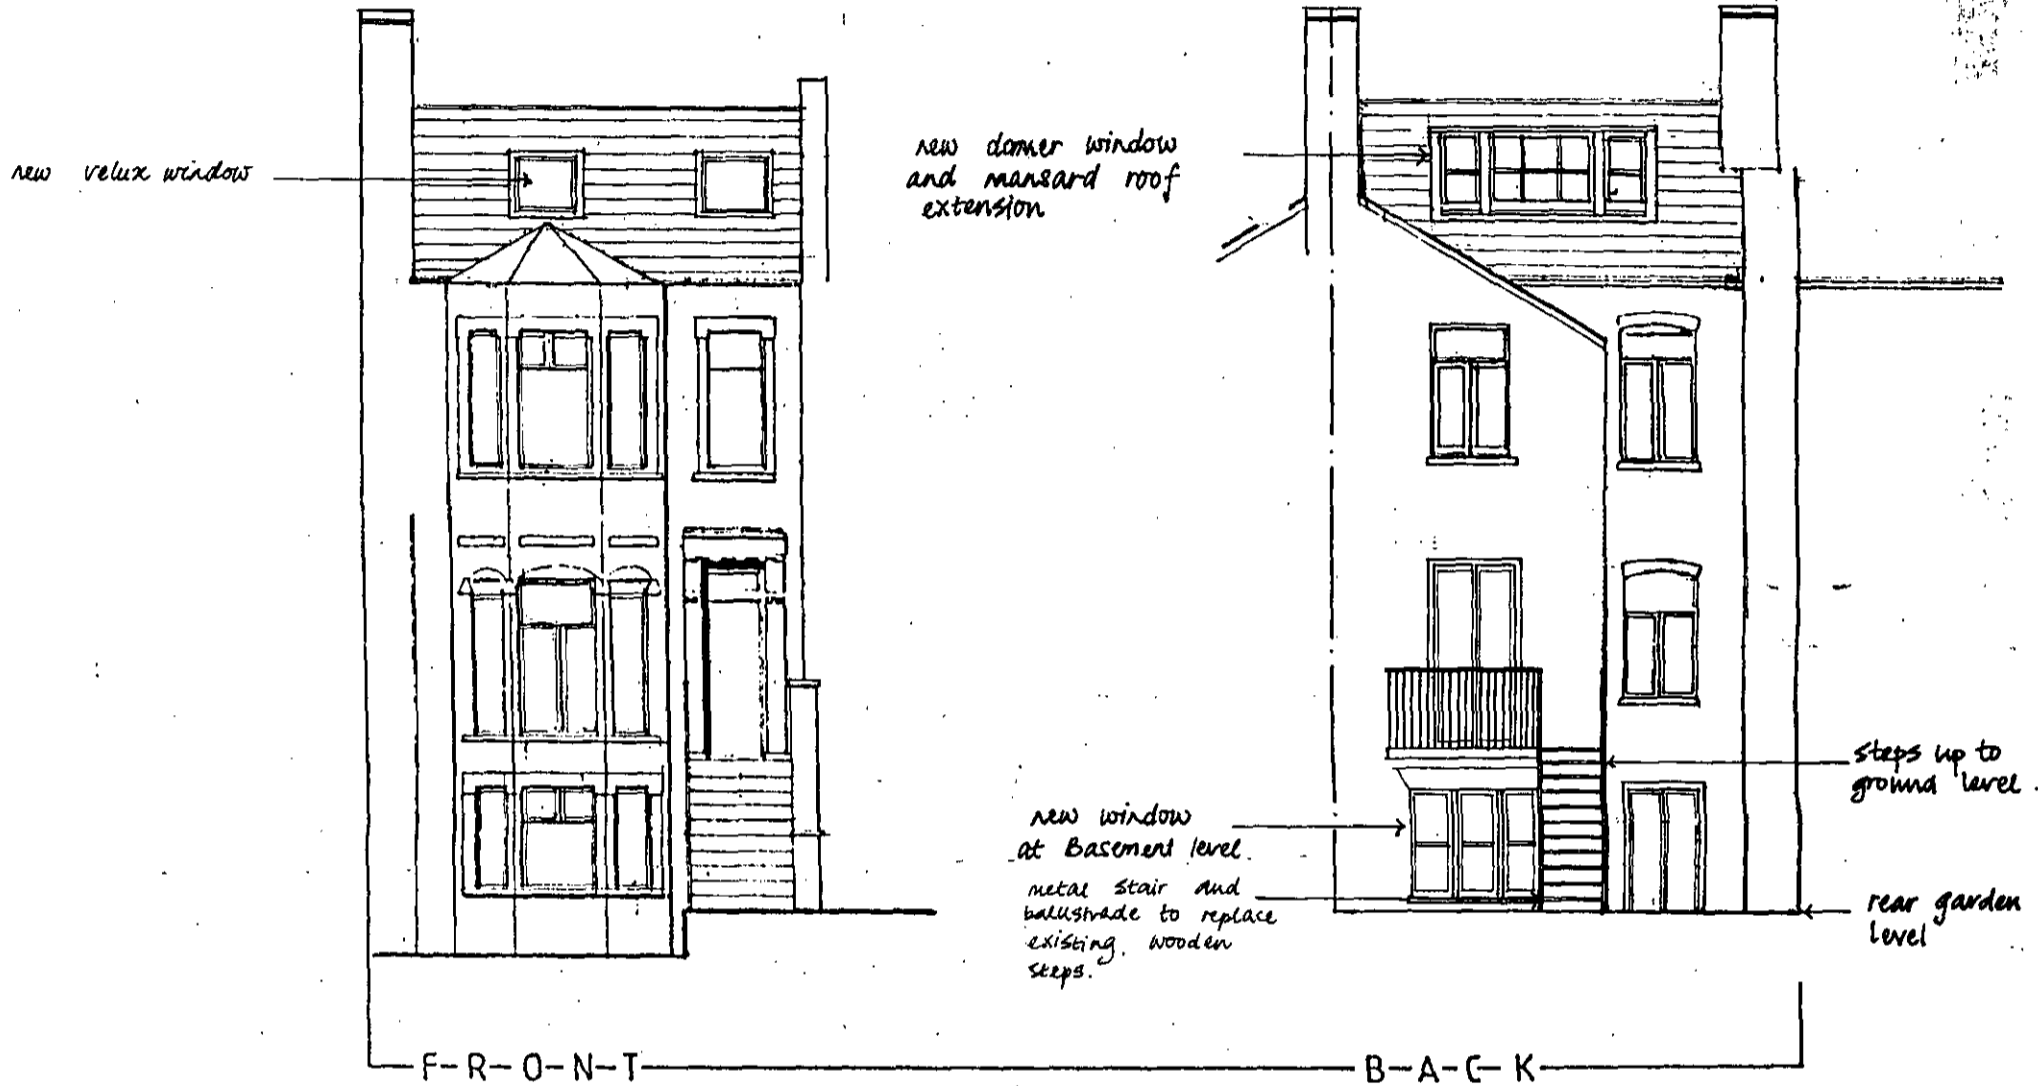 new velux window
new dormer window
and mansard roof
extension
steps up to
ground level.
new window
at Basement level.
metal stair and
balustrade to replace
existing. wooden
steps.
rear garden
level
F-R-O-N-T
B-A-C-K